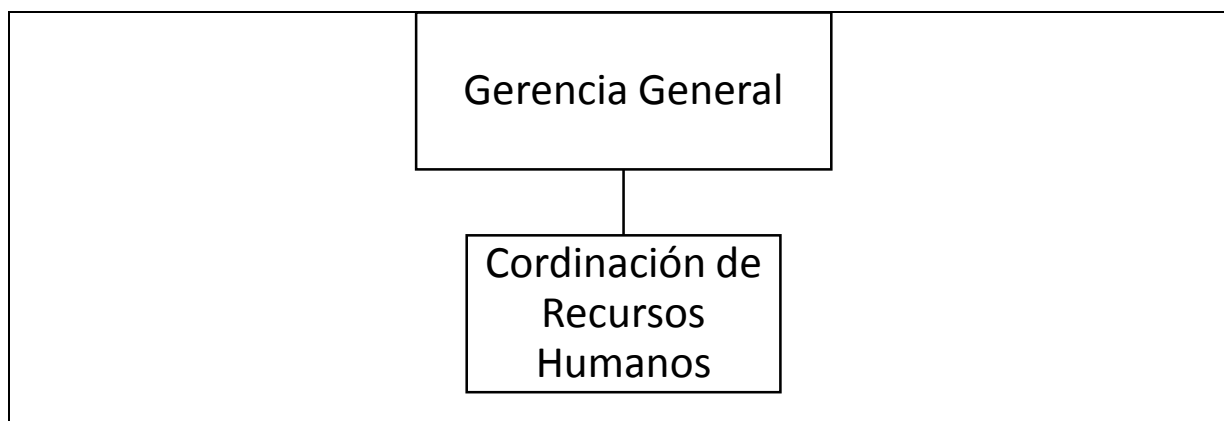 Gerencia General
Cordinación de
Recursos
Humanos